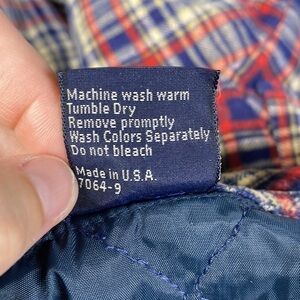 Machine wash warm
Tumble Dry
Remove promptly
Wash Colors Separately
Do not bleach
Made in U.S.A.
7064-9